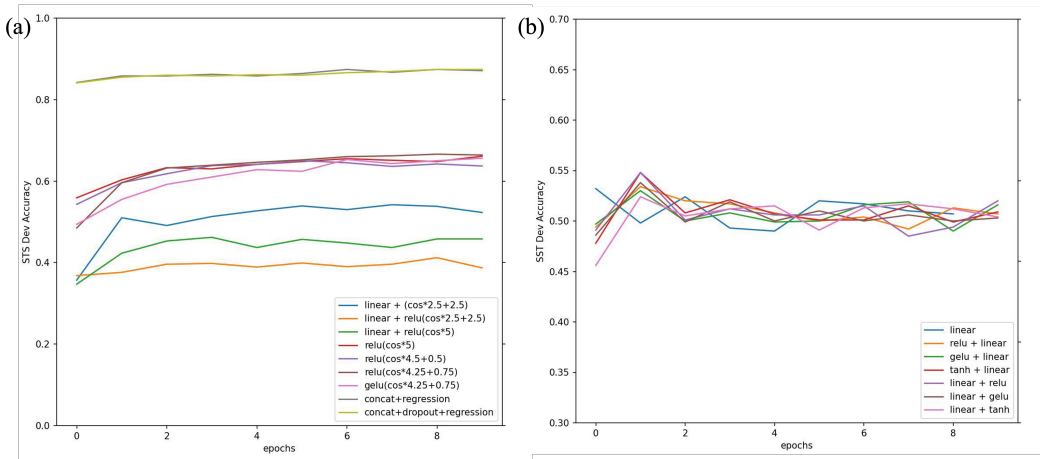 (a)
1.0
0.8
0.6
0.4
0.2
0.0
STS Dev Accuracy
0 2 4 6 8
epochs
linear + (cos*2.5+2.5)
linear + relu(cos*2.5+2.5)
linear + relu(cos*5)
relu(cos*5)
relu(cos*4.5+0.5)
relu(cos*4.25+0.75)
gelu(cos*4.25+0.75)
concat+regression
concat+dropout+regression
(b)
0.70
0.65
0.60
0.55
0.50
0.45
0.40
0.35
0.30
SST Dev Accuracy
0 2 4 6 8
epochs
linear
relu + linear
gelu + linear
tanh + linear
linear + relu
linear + gelu
linear + tanh